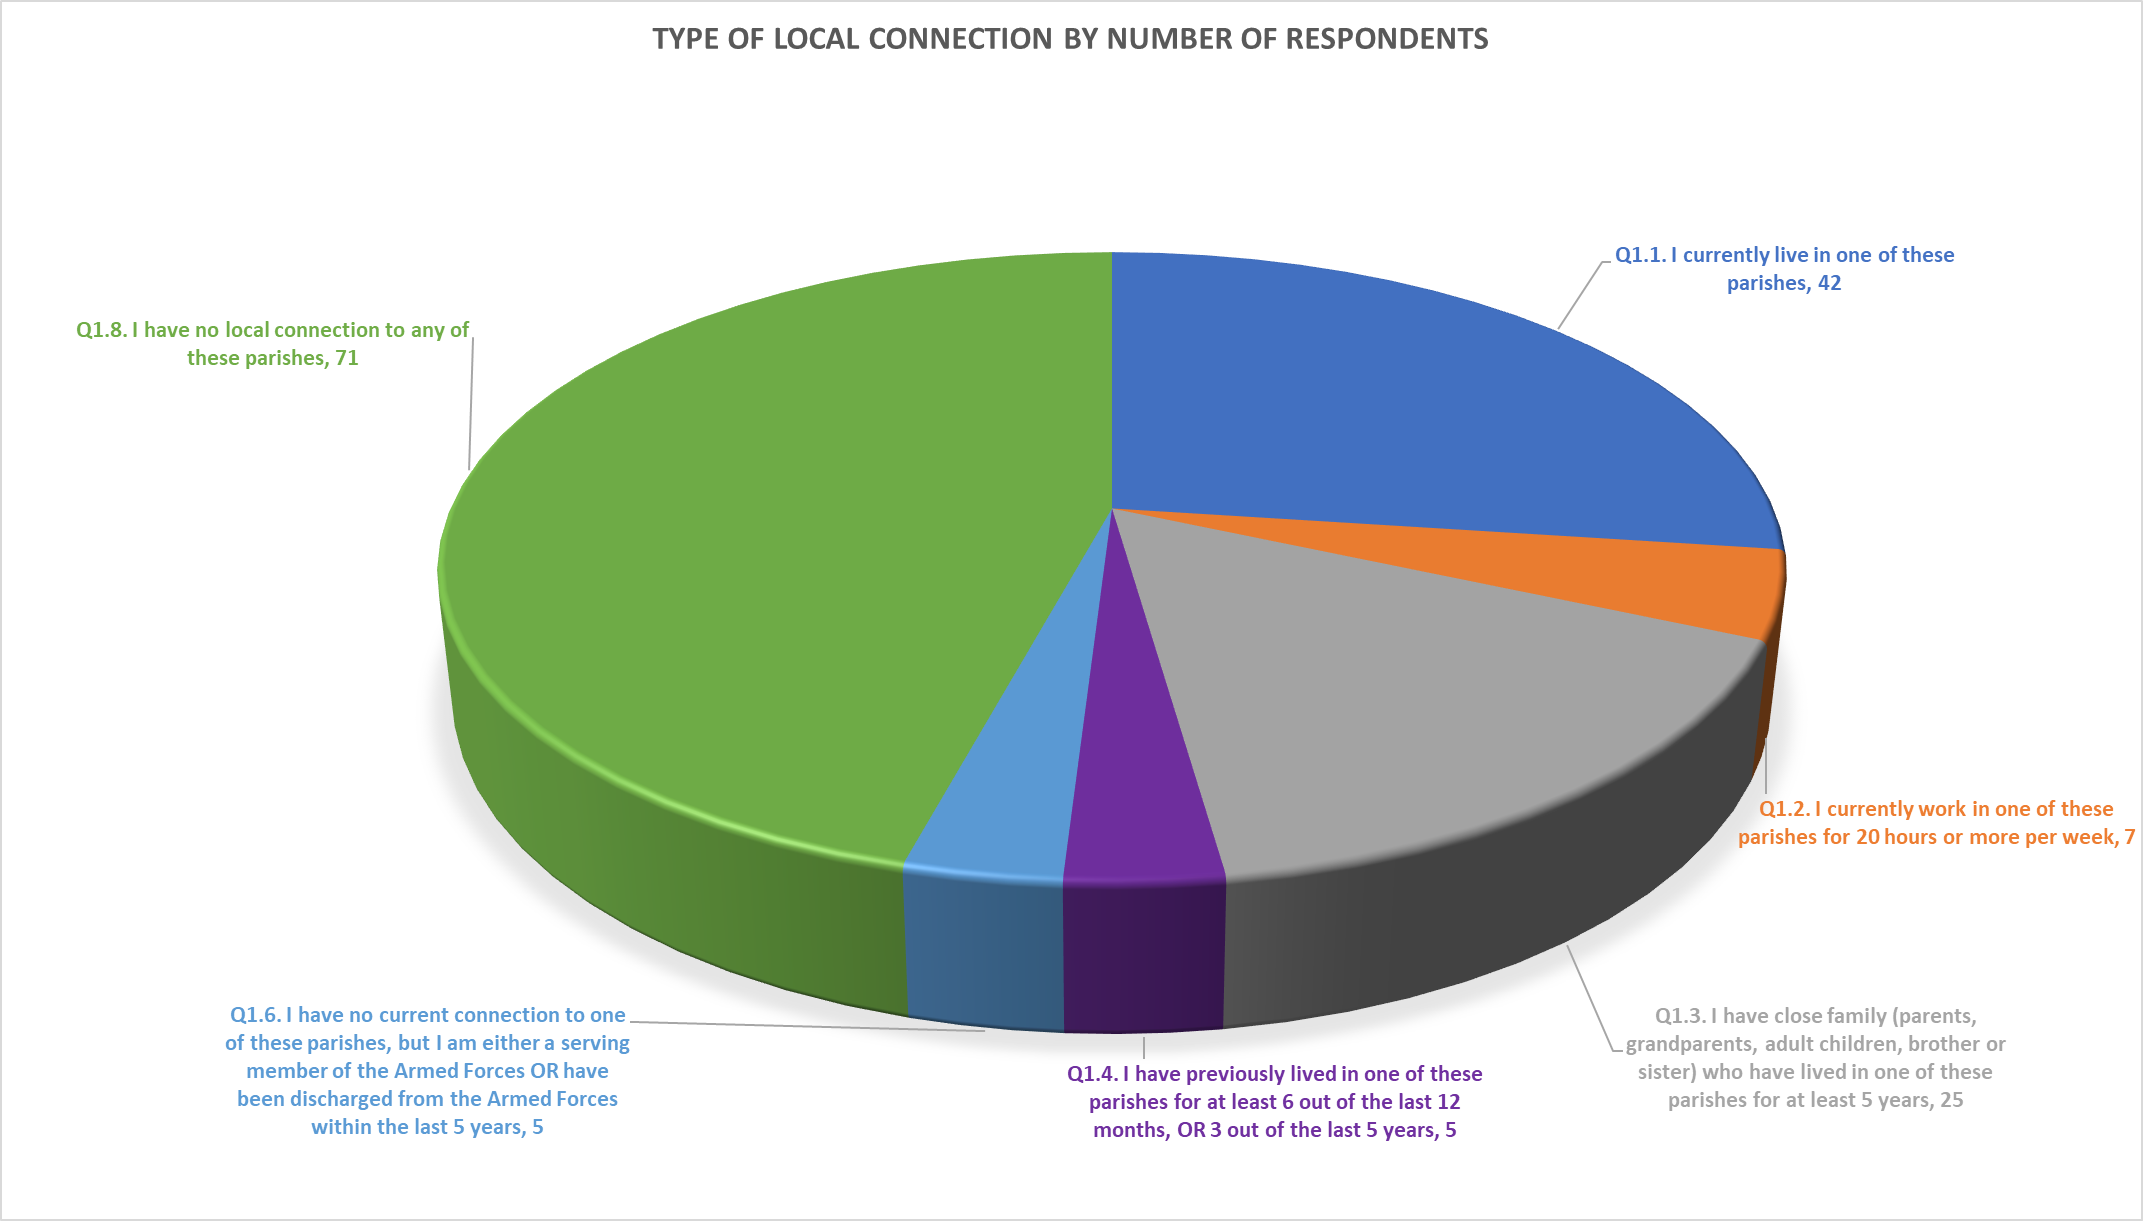 TYPE OF LOCAL CONNECTION BY NUMBER OF RESPONDENTS
Q1.1. I currently live in one of these
parishes, 42
Q1.8. I have no local connection to any of
these parishes, 71
Q1.2. I currently work in one of these
parishes for 20 hours or more per week, 7
Q1.6. I have no current connection to one
of these parishes, but I am either a serving
member of the Armed Forces OR have
been discharged from the Armed Forces
within the last 5 years, 5
Q1.4. I have previously lived in one of these
parishes for at least 6 out of the last 12
months, OR 3 out of the last 5 years, 5
Q1.3. I have close family (parents,
grandparents, adult children, brother or
sister) who have lived in one of these
parishes for at least 5 years, 25